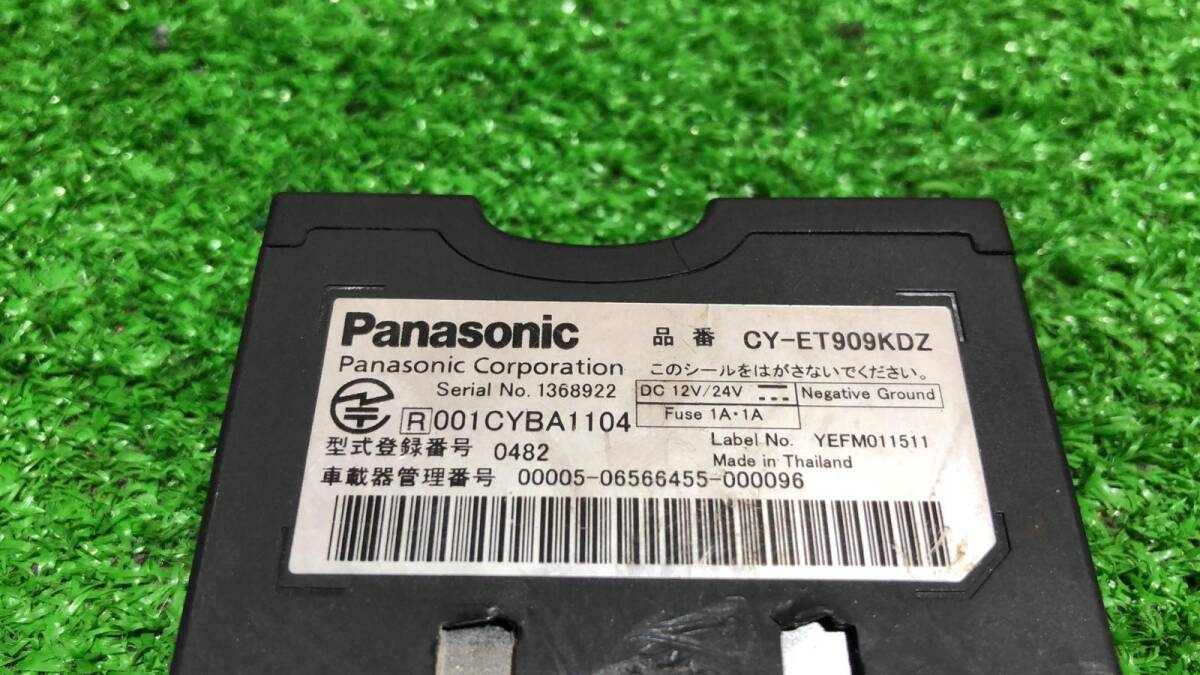 Panasonic 品番 CY-ET909KDZ
Panasonic Corporation このシールをはがさないでください。
Serial No. 1368922 DC 12V/24V Negative Ground
R 001CYBA1104 Fuse 1A・1A
型式登録番号 0482 Label No. YEFM011511
Made in Thailand
車載器管理番号 00005-06566455-000096